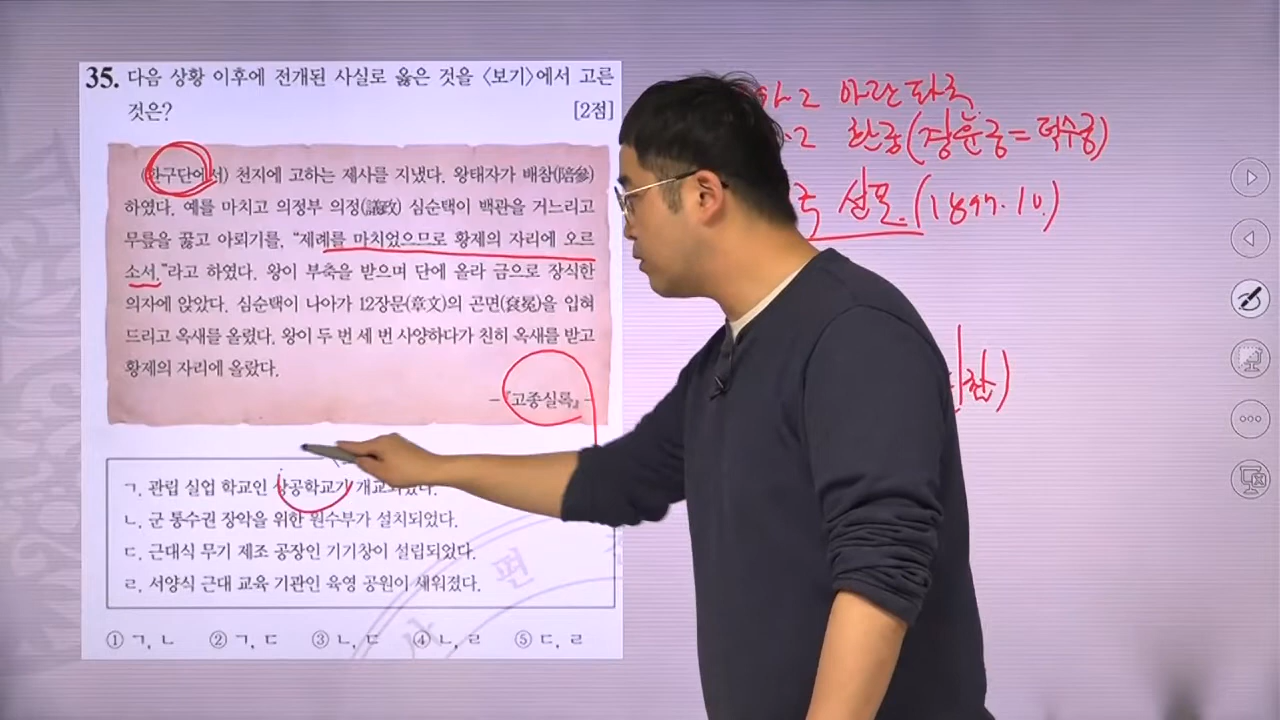 35. 다음 상황 이후에 전개된 사실로 옳은 것을 <보기>에서 고른
것은? [2점]
(환구단에서) 천지에 고하는 제사를 지냈다. 왕태자가 배참(陪參)
하였다. 예를 마치고 의정부 의정(議政) 심순택이 백관을 거느리고
무릎을 꿇고 아뢰기를, “제례를 마치었으므로 황제의 자리에 오르
소서.”라고 하였다. 왕이 부축을 받으며 단에 올라 금으로 장식한
의자에 앉았다. 심순택이 나아가 12장문(章文)의 곤면(袞冕)을 입혀
드리고 옥새를 올렸다. 왕이 두 번 세 번 사양하다가 친히 옥새를 받고
황제의 자리에 올랐다.
-『고종실록』-
ㄱ. 관립 실업 학교인 상공학교가 개교되었다.
ㄴ. 군 통수권 장악을 위한 원수부가 설치되었다.
ㄷ. 근대식 무기 제조 공장인 기기창이 설립되었다.
ㄹ. 서양식 근대 교육 기관인 육영 공원이 세워졌다.
① ㄱ, ㄴ ② ㄱ, ㄷ ③ ㄴ, ㄷ ④ ㄴ, ㄹ ⑤ ㄷ, ㄹ
아관파천
.2 환궁(경운궁=덕수궁)
국 선포.(1897.10.)